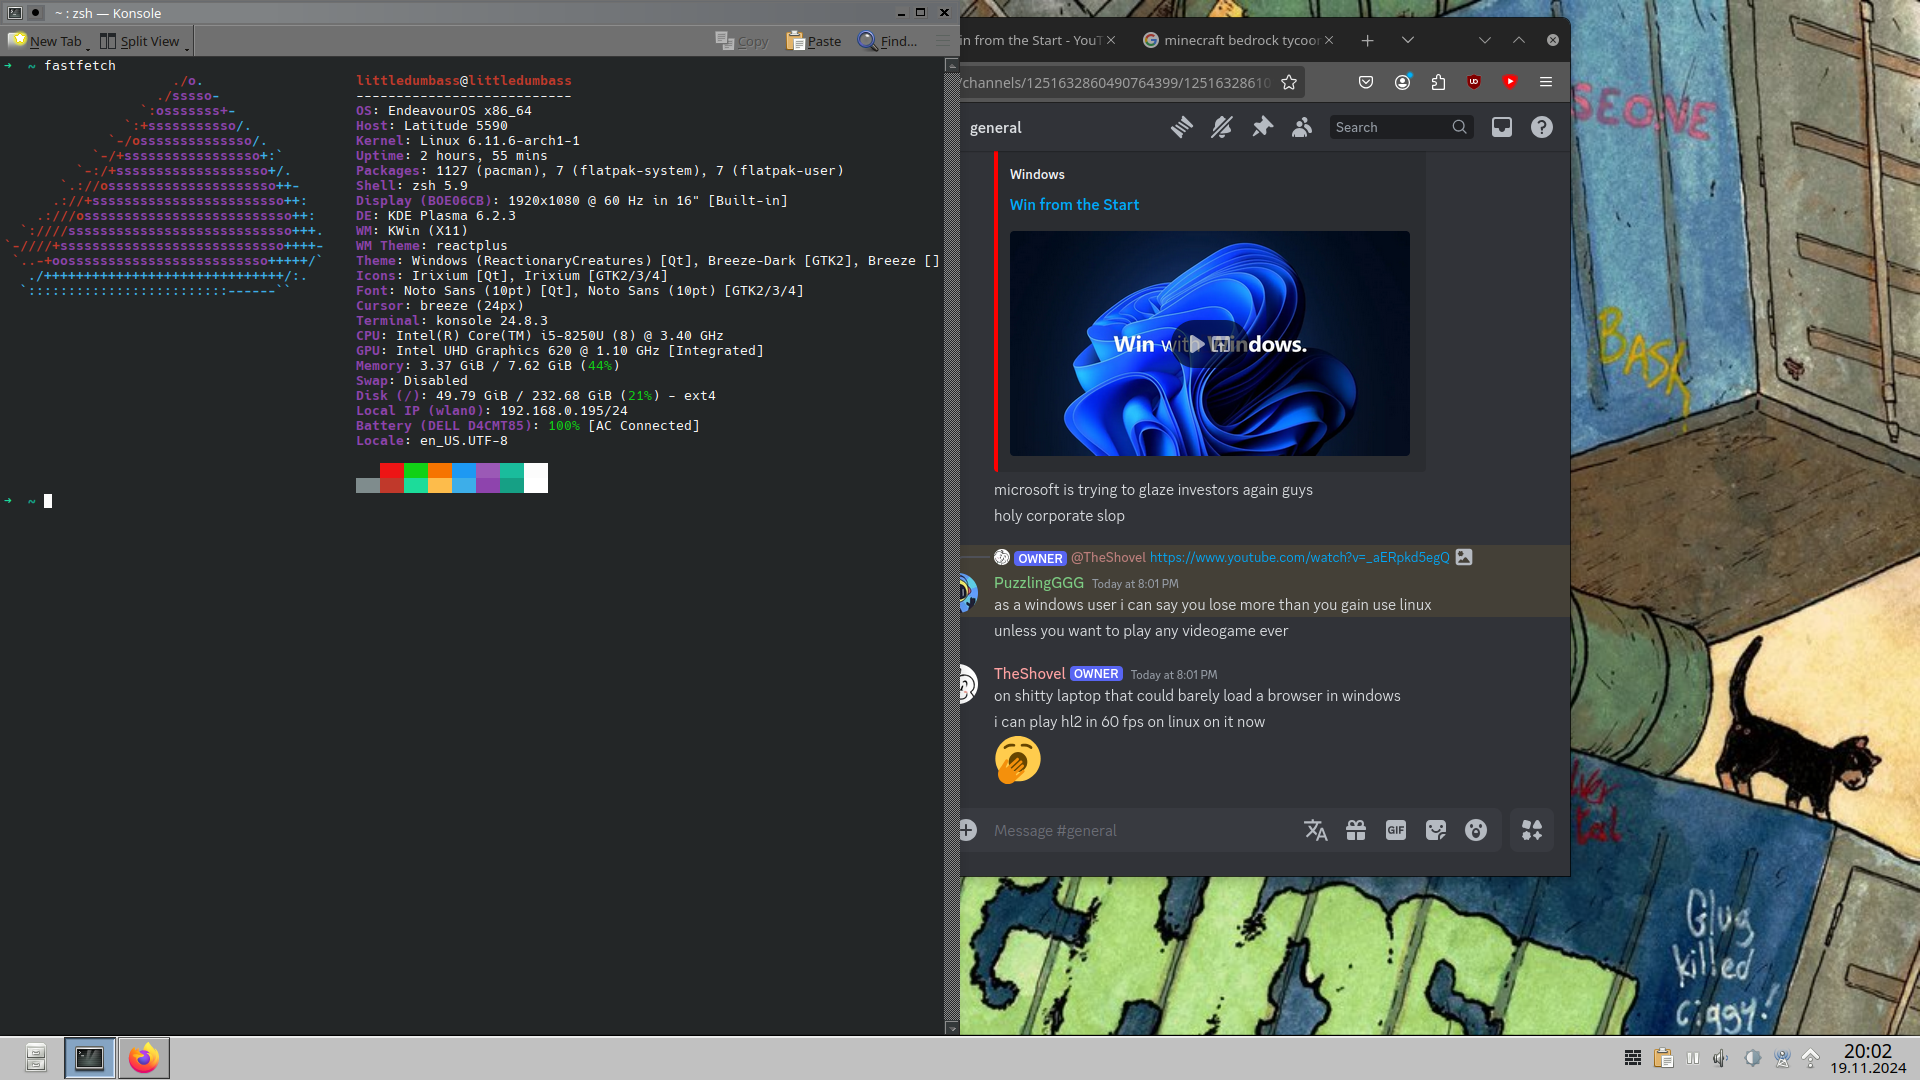 ~ : zsh — Konsole
New Tab
Split View
Copy
Paste
Find...
~ fastfetch
./o.
./sssso-
`:osssssss+-
`:+sssssssssso/.
`-/ossssssssssssso/.
`-/+sssssssssssssssso+:`
`-:/+sssssssssssssssssso+/.
`.://osssssssssssssssssssso++-
.://+ssssssssssssssssssssssso++:
.:///ossssssssssssssssssssssssso++:
`:////ssssssssssssssssssssssssssso+++.
`-////+ssssssssssssssssssssssssssso++++-
`..-+oosssssssssssssssssssssssso+++++/`
./++++++++++++++++++++++++++++++/:.
`:::::::::::::::::::::::::------``
littledumbass@littledumbass
---------------------------
OS: EndeavourOS x86_64
Host: Latitude 5590
Kernel: Linux 6.11.6-arch1-1
Uptime: 2 hours, 55 mins
Packages: 1127 (pacman), 7 (flatpak-system), 7 (flatpak-user)
Shell: zsh 5.9
Display (BOE06CB): 1920x1080 @ 60 Hz in 16" [Built-in]
DE: KDE Plasma 6.2.3
WM: KWin (X11)
WM Theme: reactplus
Theme: Windows (ReactionaryCreatures) [Qt], Breeze-Dark [GTK2], Breeze []
Icons: Irixium [Qt], Irixium [GTK2/3/4]
Font: Noto Sans (10pt) [Qt], Noto Sans (10pt) [GTK2/3/4]
Cursor: breeze (24px)
Terminal: konsole 24.8.3
CPU: Intel(R) Core(TM) i5-8250U (8) @ 3.40 GHz
GPU: Intel UHD Graphics 620 @ 1.10 GHz [Integrated]
Memory: 3.37 GiB / 7.62 GiB (44%)
Swap: Disabled
Disk (/): 49.79 GiB / 232.68 GiB (21%) - ext4
Local IP (wlan0): 192.168.0.195/24
Battery (DELL D4CMT85): 100% [AC Connected]
Locale: en_US.UTF-8
~
in from the Start - YouT
minecraft bedrock tycoor
/channels/1251632860490764399/12516328610
general
Search
Windows
Win from the Start
Win with Windows.
microsoft is trying to glaze investors again guys
holy corporate slop
OWNER @TheShovel https://www.youtube.com/watch?v=_aERpkd5egQ
PuzzlingGGG Today at 8:01 PM
as a windows user i can say you lose more than you gain use linux
unless you want to play any videogame ever
TheShovel OWNER Today at 8:01 PM
on shitty laptop that could barely load a browser in windows
i can play hl2 in 60 fps on linux on it now
Message #general
GIF
SEONE
BASK
Glug
killed
ciggy!
20:02
19.11.2024